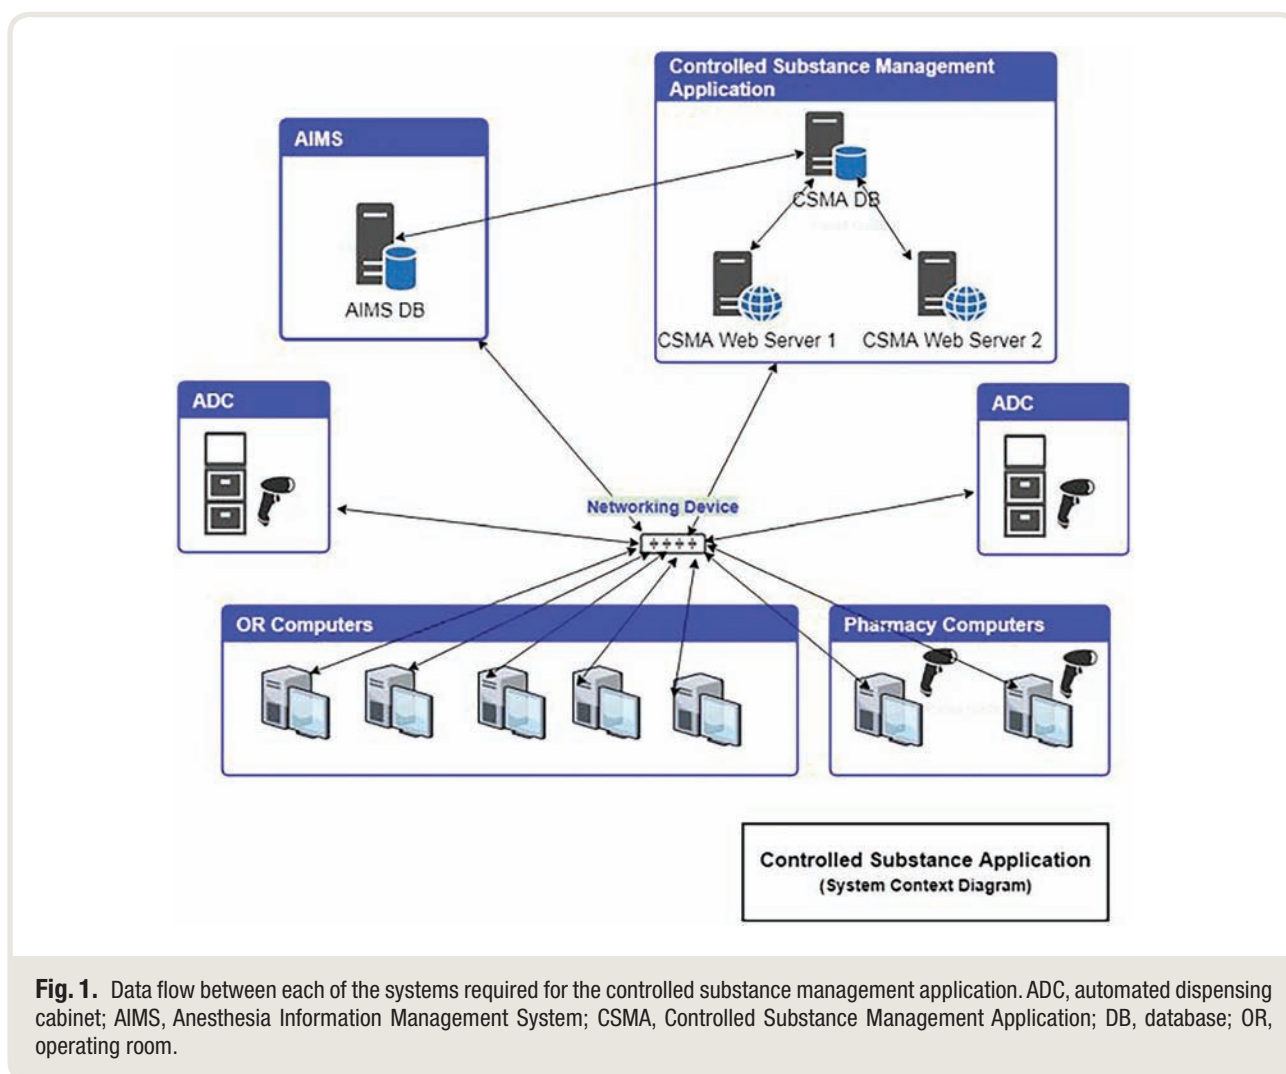 Controlled Substance Management
Application
AIMS
CSMA DB
AIMS DB
CSMA Web Server 1
CSMA Web Server 2
ADC
ADC
Networking Device
OR Computers
Pharmacy Computers
Controlled Substance Application
(System Context Diagram)
Fig. 1. Data flow between each of the systems required for the controlled substance management application. ADC, automated dispensing
cabinet; AIMS, Anesthesia Information Management System; CSMA, Controlled Substance Management Application; DB, database; OR,
operating room.